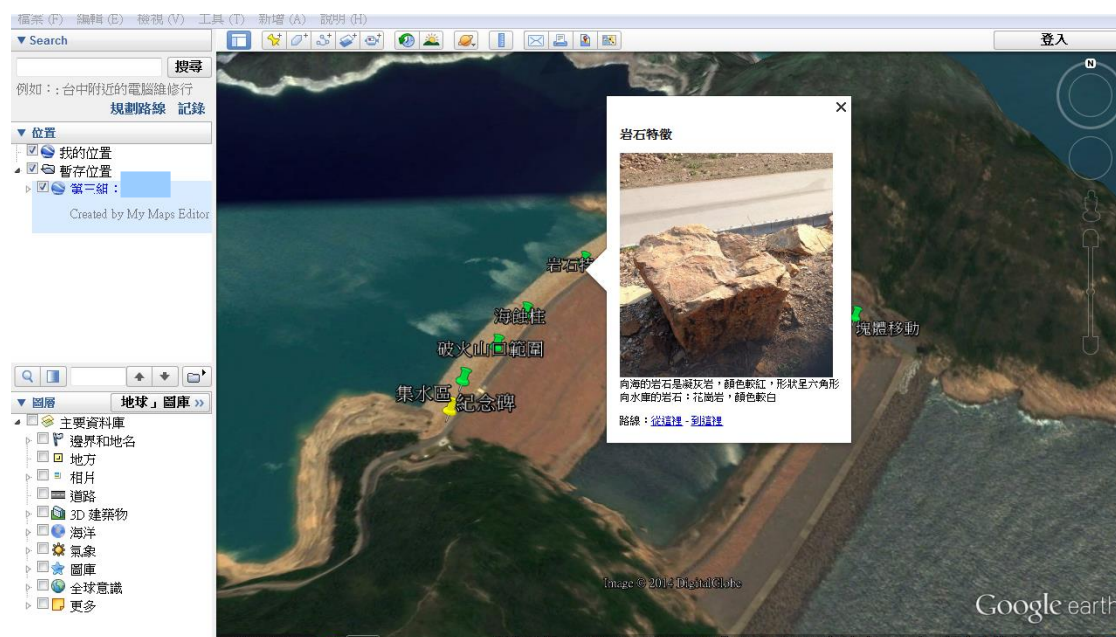 檔案 (F) 編輯 (E) 檢視 (V) 工具 (T) 新增 (A) 說明 (H)
Search
搜尋
例如：: 台中附近的電腦維修行
規劃路線 記錄
位置
我的位置
暫存位置
第三組：
Created by My Maps Editor
圖層
地球」圖庫 »
主要資料庫
邊界和地名
地方
相片
道路
3D 建築物
海洋
氣象
圖庫
全球意識
更多
登入
N
岩石特徵
向海的岩石是凝灰岩，顏色較紅，形狀呈六角形
向水庫的岩石：花崗岩，顏色較白
路線：從這裡 - 到這裡
岩石特
海蝕柱
破火山口範圍
集水區
紀念碑
塊體移動
Image © 2014 DigitalGlobe
Google earth